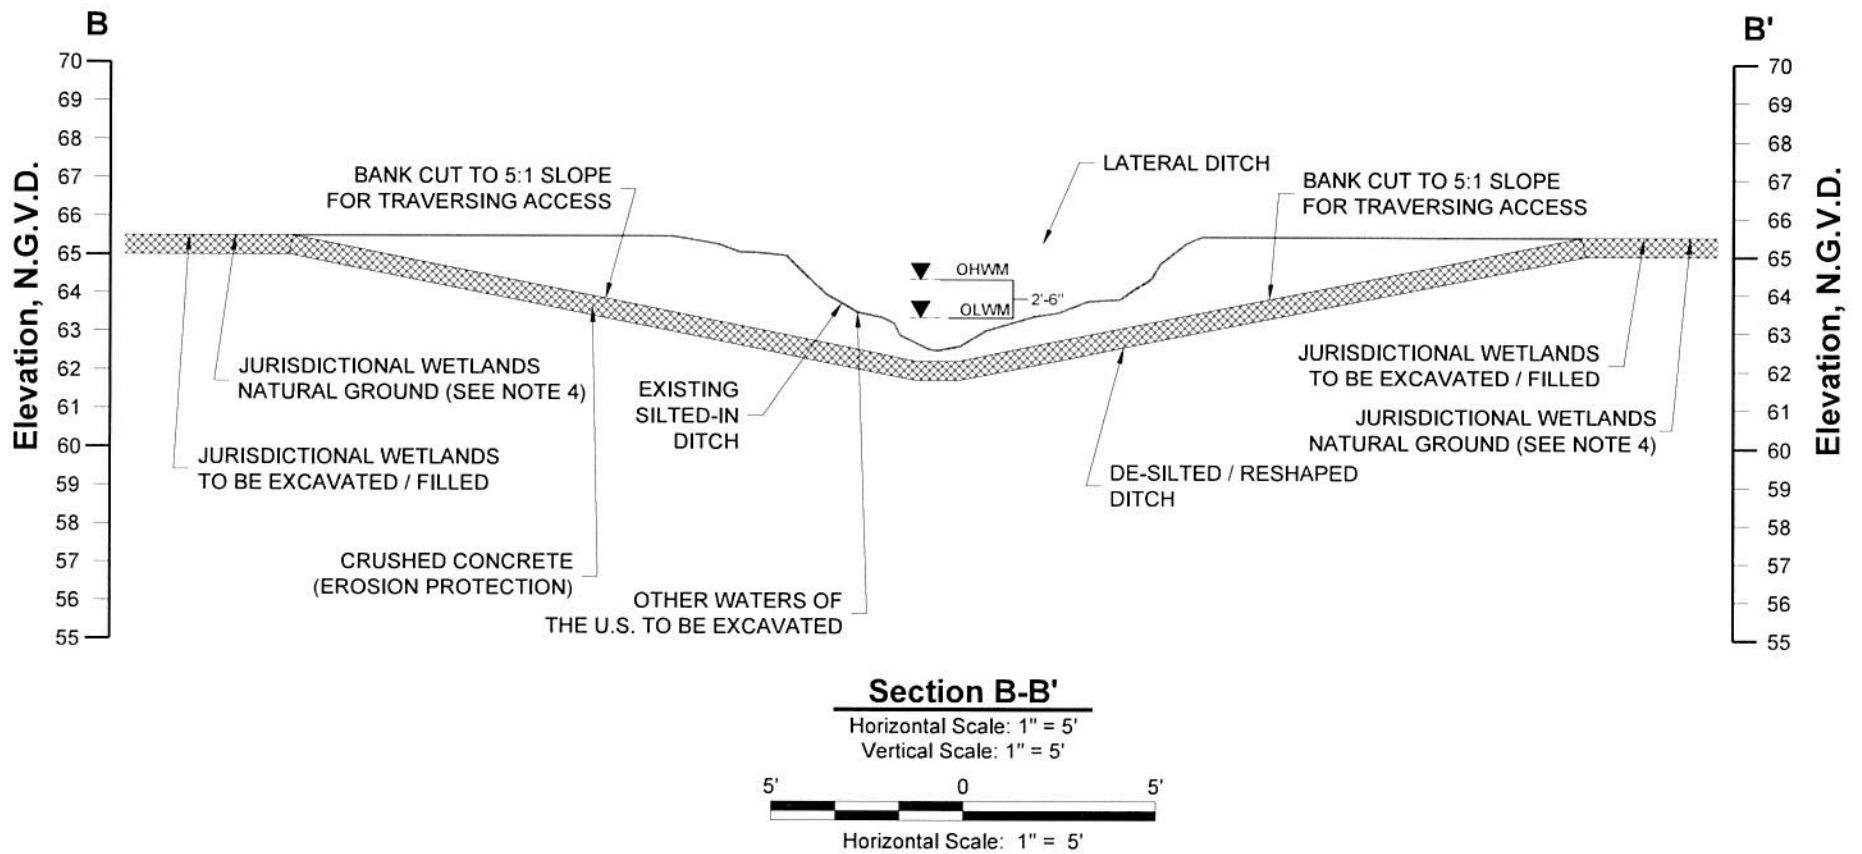 B
B'
70
69
68
67
66
65
64
63
62
61
60
59
58
57
56
55
Elevation, N.G.V.D.
BANK CUT TO 5:1 SLOPE
FOR TRAVERSING ACCESS
LATERAL DITCH
BANK CUT TO 5:1 SLOPE
FOR TRAVERSING ACCESS
OHWM
2'-6"
OLWM
JURISDICTIONAL WETLANDS
NATURAL GROUND (SEE NOTE 4)
JURISDICTIONAL WETLANDS
TO BE EXCAVATED / FILLED
EXISTING
SILTED-IN
DITCH
CRUSHED CONCRETE
(EROSION PROTECTION)
OTHER WATERS OF
THE U.S. TO BE EXCAVATED
DE-SILTED / RESHAPED
DITCH
JURISDICTIONAL WETLANDS
TO BE EXCAVATED / FILLED
JURISDICTIONAL WETLANDS
NATURAL GROUND (SEE NOTE 4)
70
69
68
67
66
65
64
63
62
61
60
59
58
57
56
55
Elevation, N.G.V.D.
Section B-B'
Horizontal Scale: 1" = 5'
Vertical Scale: 1" = 5'
5' 0 5'
Horizontal Scale: 1" = 5'